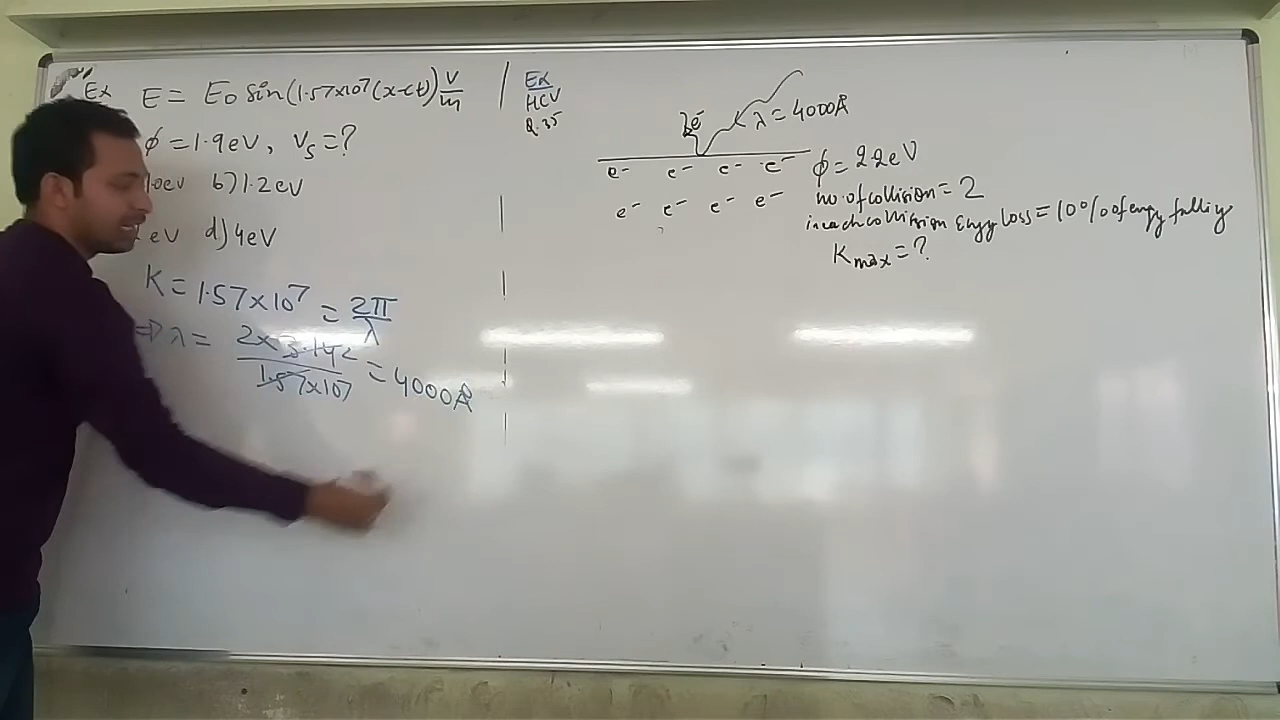 Ex E = E₀ Sin(1.57×10⁷(x-ct)) V/m
ϕ = 1.9eV, Vₛ = ?
.0eV b) 1.2eV
eV d) 4eV
K = 1.57×10⁷ = 2π/λ
⇒ λ = 2×3.142/1.57×10⁷ = 4000Å
Ex
HCV
Q.35
e⁻ λ = 4000Å
e⁻ e⁻ e⁻ e⁻
e⁻ e⁻ e⁻ e⁻
ϕ = 2.2eV
no. of collision = 2
in each collision Engy Loss = 10% of engy
Kmax = ?